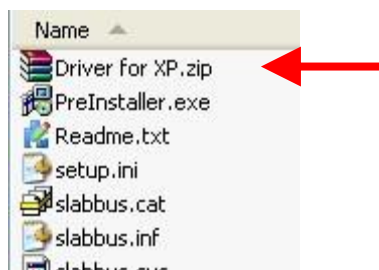 Name
Driver for XP.zip
PreInstaller.exe
Readme.txt
setup.ini
slabbus.cat
slabbus.inf